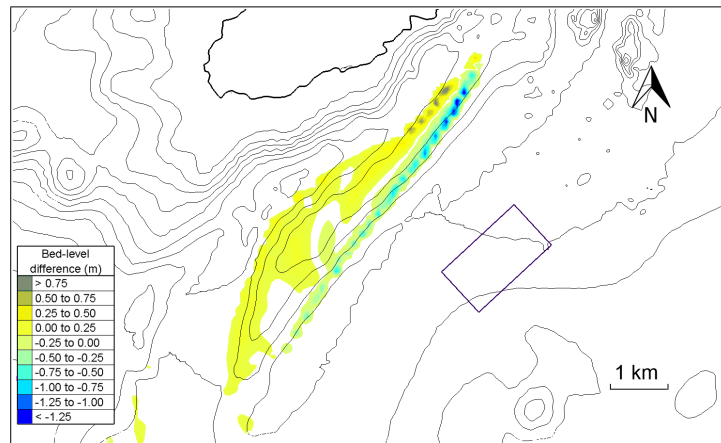 N
Bed-level
difference (m)
> 0.75
0.50 to 0.75
0.25 to 0.50
0.00 to 0.25
-0.25 to 0.00
-0.50 to -0.25
-0.75 to -0.50
-1.00 to -0.75
-1.25 to -1.00
< -1.25
1 km